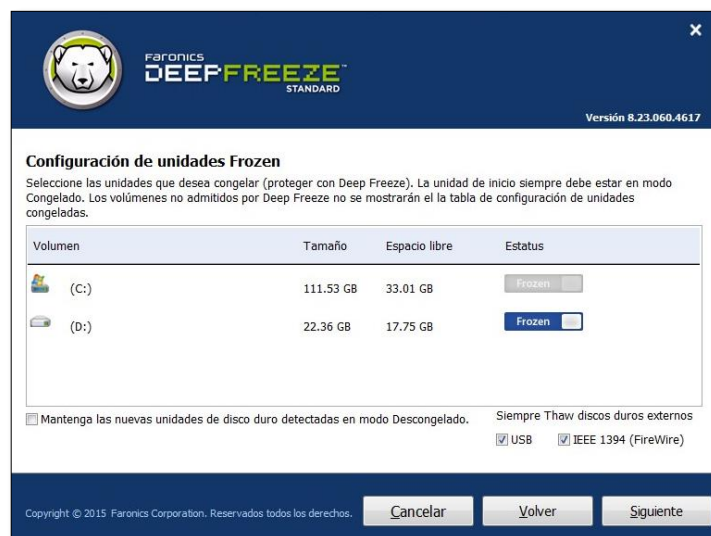 Faronics
DEEPFREEZE™
STANDARD
Versión 8.23.060.4617
Configuración de unidades Frozen
Seleccione las unidades que desea congelar (proteger con Deep Freeze). La unidad de inicio siempre debe estar en modo
Congelado. Los volúmenes no admitidos por Deep Freeze no se mostrarán el la tabla de configuración de unidades
congeladas.
Volumen Tamaño Espacio libre Estatus
(C:) 111.53 GB 33.01 GB Frozen
(D:) 22.36 GB 17.75 GB Frozen
Mantenga las nuevas unidades de disco duro detectadas en modo Descongelado.
Siempre Thaw discos duros externos
USB IEEE 1394 (FireWire)
Copyright © 2015 Faronics Corporation. Reservados todos los derechos.
Cancelar Volver Siguiente